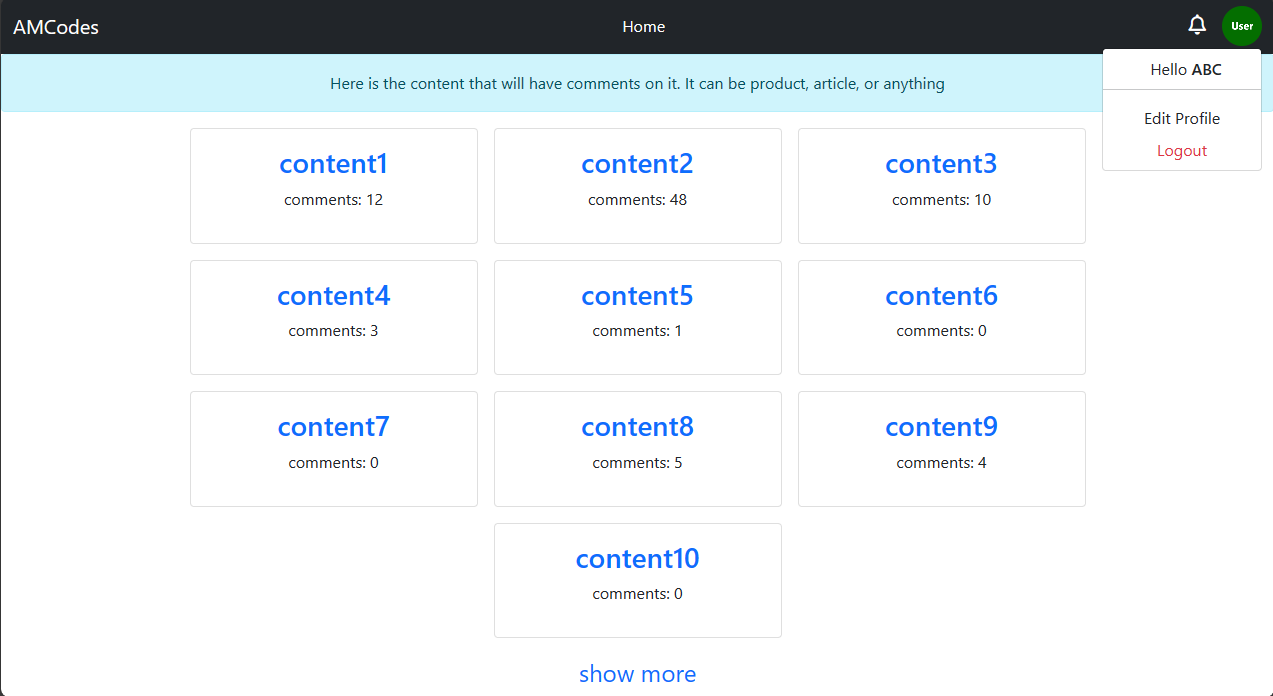 AMCodes Home User
Hello ABC
Edit Profile
Logout
Here is the content that will have comments on it. It can be product, article, or anything
content1
comments: 12
content2
comments: 48
content3
comments: 10
content4
comments: 3
content5
comments: 1
content6
comments: 0
content7
comments: 0
content8
comments: 5
content9
comments: 4
content10
comments: 0
show more